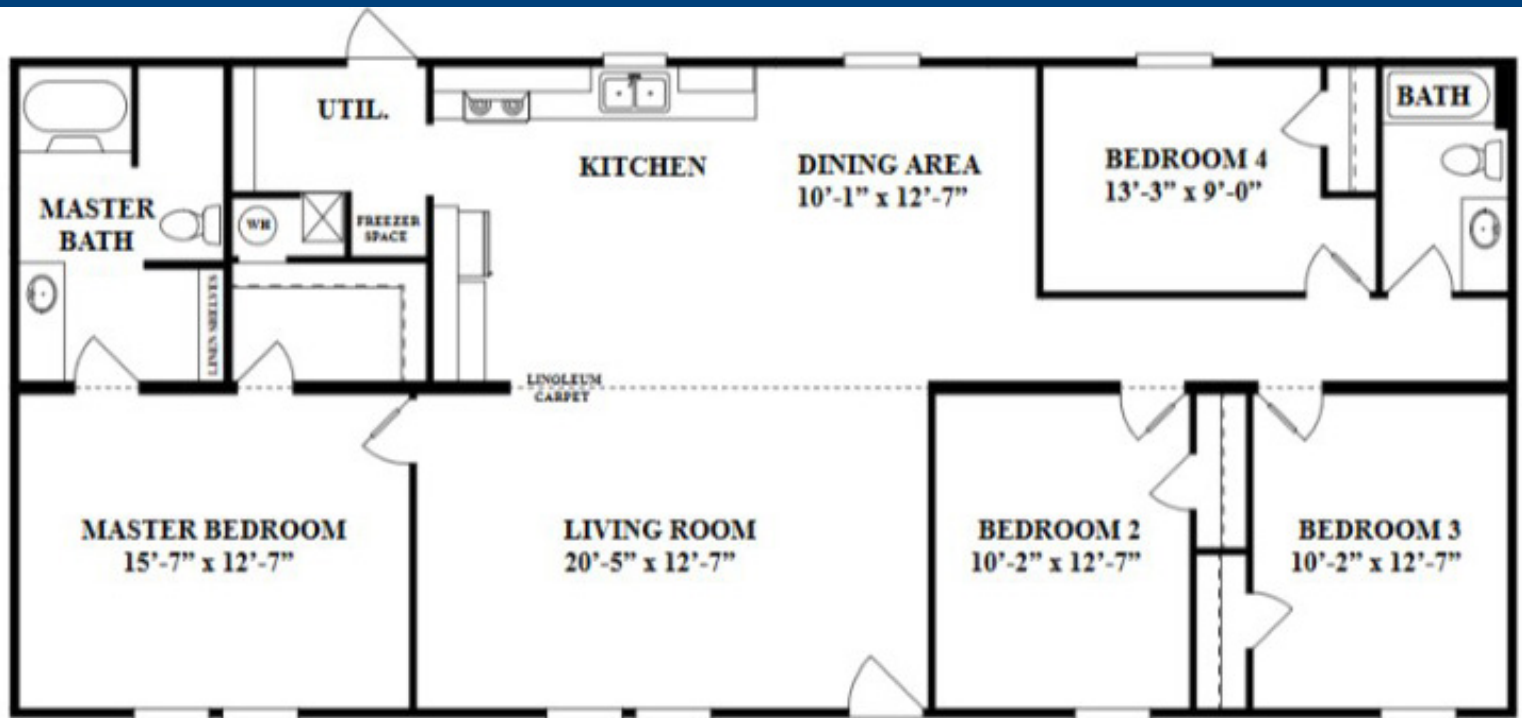 UTIL.
BATH
KITCHEN
DINING AREA
10'-1" x 12'-7"
BEDROOM 4
13'-3" x 9'-0"
MASTER
BATH
WH
FREEZER
SPACE
LINEN SHELVES
LINOLEUM
CARPET
MASTER BEDROOM
15'-7" x 12'-7"
LIVING ROOM
20'-5" x 12'-7"
BEDROOM 2
10'-2" x 12'-7"
BEDROOM 3
10'-2" x 12'-7"